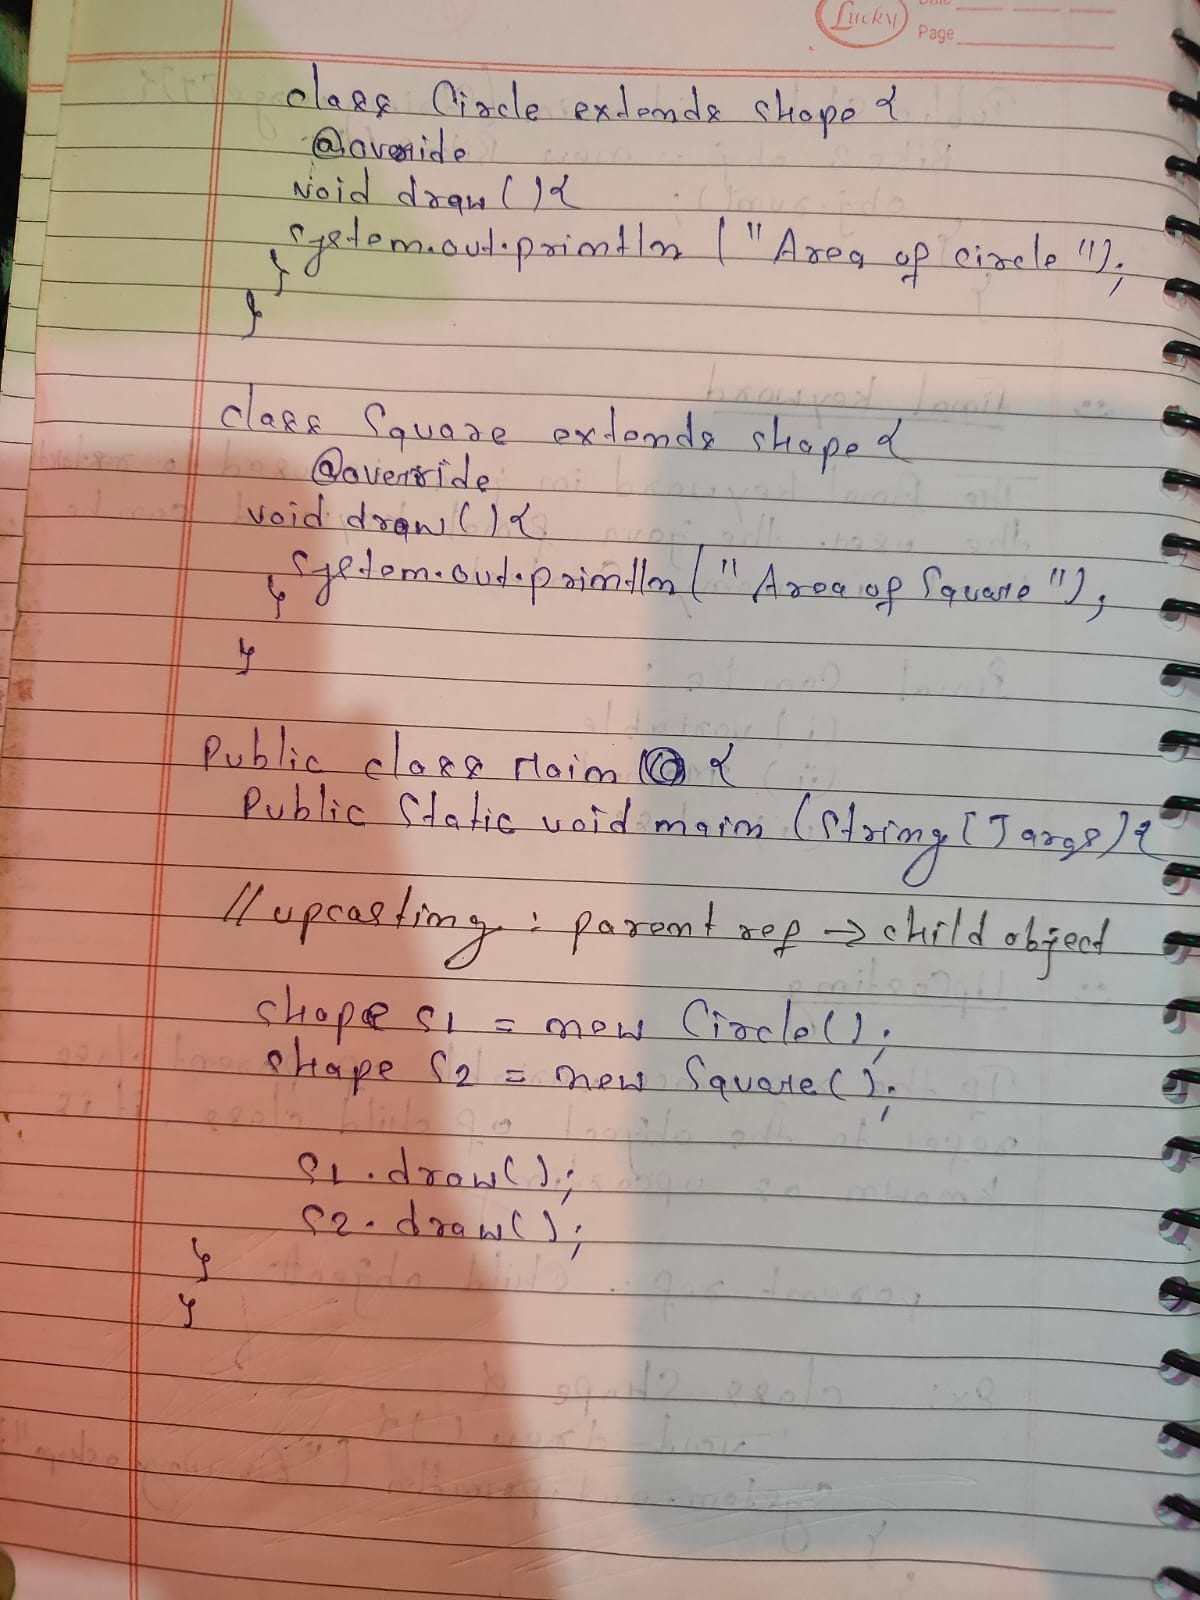 Lucky
Date
Page
class Circle extends shape {
@overide
void draw () {
System.out.println ("Area of circle");
}
}
class Square extends shape {
@override
void draw () {
System.out.println ("Area of Square");
}
}
Public class Main {
Public Static void main (String [] args) {
// upcasting : parent ref → child object
shape s1 = new Circle();
shape s2 = new Square();
s1.draw();
s2.draw();
}
}